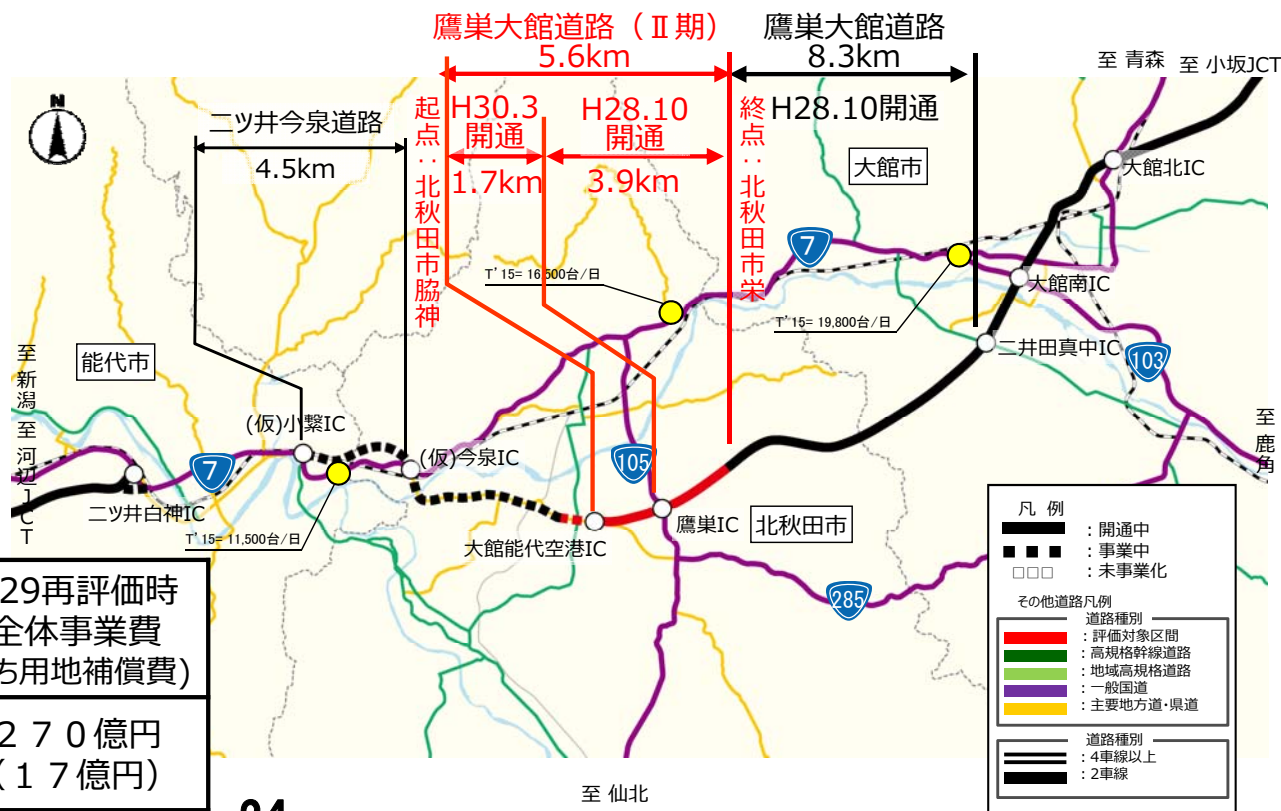 鷹巣大館道路（Ⅱ期）
5.6km
鷹巣大館道路
8.3km
至 青森
至 小坂JCT
N
二ツ井今泉道路
4.5km
起点：北秋田市脇神
H30.3
開通
1.7km
H28.10
開通
3.9km
終点：北秋田市栄
H28.10開通
大館市
大館北IC
7
T'15= 16,500台/日
大館南IC
T'15= 19,800台/日
二井田真中IC
103
至 新潟
至 河辺JCT
能代市
至 鹿角
(仮)小繋IC
(仮)今泉IC
7
105
二ツ井白神IC
T'15= 11,500台/日
大館能代空港IC
鷹巣IC
北秋田市
285
29再評価時
全体事業費
ち用地補償費)
２７０億円
(１７億円）
至 仙北
凡 例
：開通中
：事業中
：未事業化
その他道路凡例
道路種別
：評価対象区間
：高規格幹線道路
：地域高規格道路
：一般国道
：主要地方道・県道
道路種別
：4車線以上
：2車線